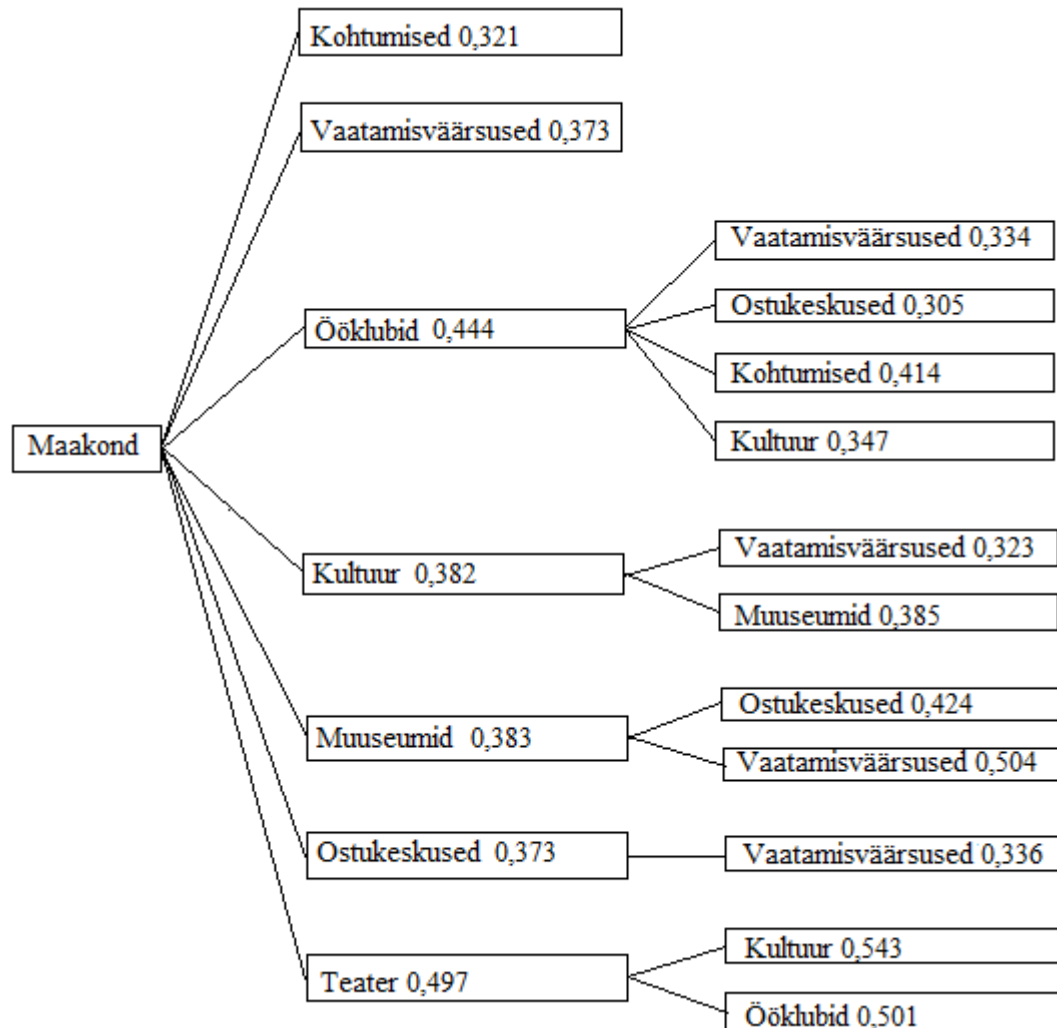 Kohtumised 0,321
Vaatamisväärsused 0,373
Vaatamisväärsused 0,334
Ostukeskused 0,305
Ööklubid 0,444
Kohtumised 0,414
Kultuur 0,347
Maakond
Vaatamisväärsused 0,323
Kultuur 0,382
Muuseumid 0,385
Ostukeskused 0,424
Muuseumid 0,383
Vaatamisväärsused 0,504
Ostukeskused 0,373
Vaatamisväärsused 0,336
Kultuur 0,543
Teater 0,497
Ööklubid 0,501